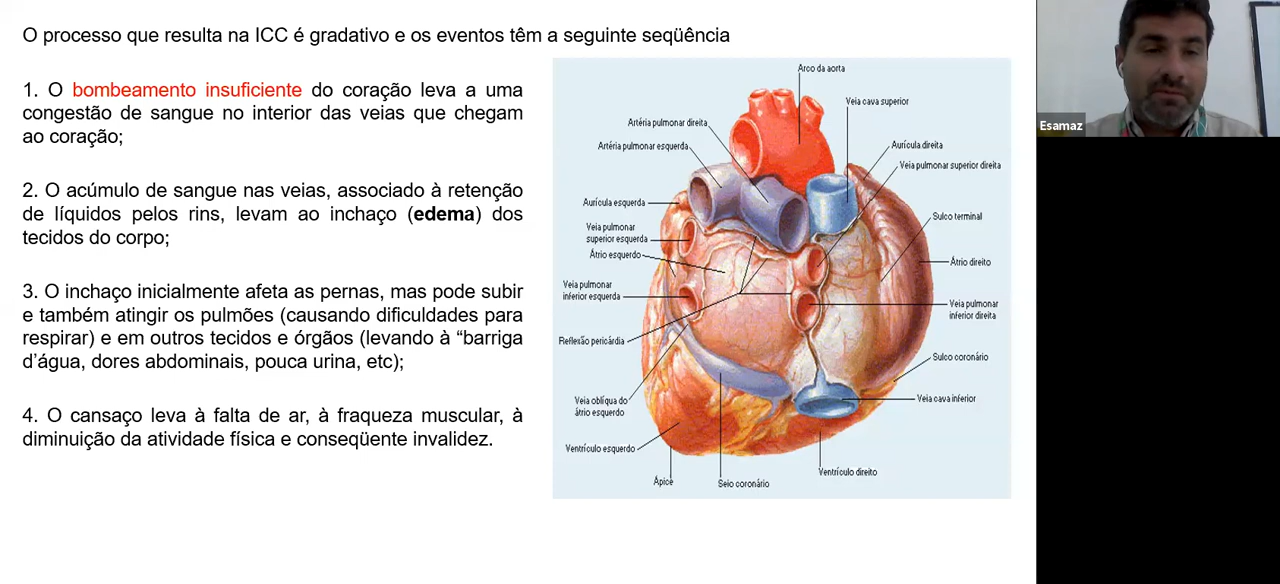 O processo que resulta na ICC é gradativo e os eventos têm a seguinte seqüência
1. O bombeamento insuficiente do coração leva a uma
congestão de sangue no interior das veias que chegam
ao coração;
2. O acúmulo de sangue nas veias, associado à retenção
de líquidos pelos rins, levam ao inchaço (edema) dos
tecidos do corpo;
3. O inchaço inicialmente afeta as pernas, mas pode subir
e também atingir os pulmões (causando dificuldades para
respirar) e em outros tecidos e órgãos (levando à “barriga
d’água, dores abdominais, pouca urina, etc);
4. O cansaço leva à falta de ar, à fraqueza muscular, à
diminuição da atividade física e conseqüente invalidez.
Arco da aorta
Veia cava superior
Artéria pulmonar direita
Artéria pulmonar esquerda
Aurícula direita
Veia pulmonar superior direita
Aurícula esquerda
Sulco terminal
Veia pulmonar
superior esquerda
Átrio esquerdo
Átrio direito
Veia pulmonar
inferior esquerda
Veia pulmonar
inferior direita
Reflexão pericárdia
Sulco coronário
Veia oblíqua do
átrio esquerdo
Veia cava inferior
Ventrículo esquerdo
Ventrículo direito
Ápice
Seio coronário
Esamaz